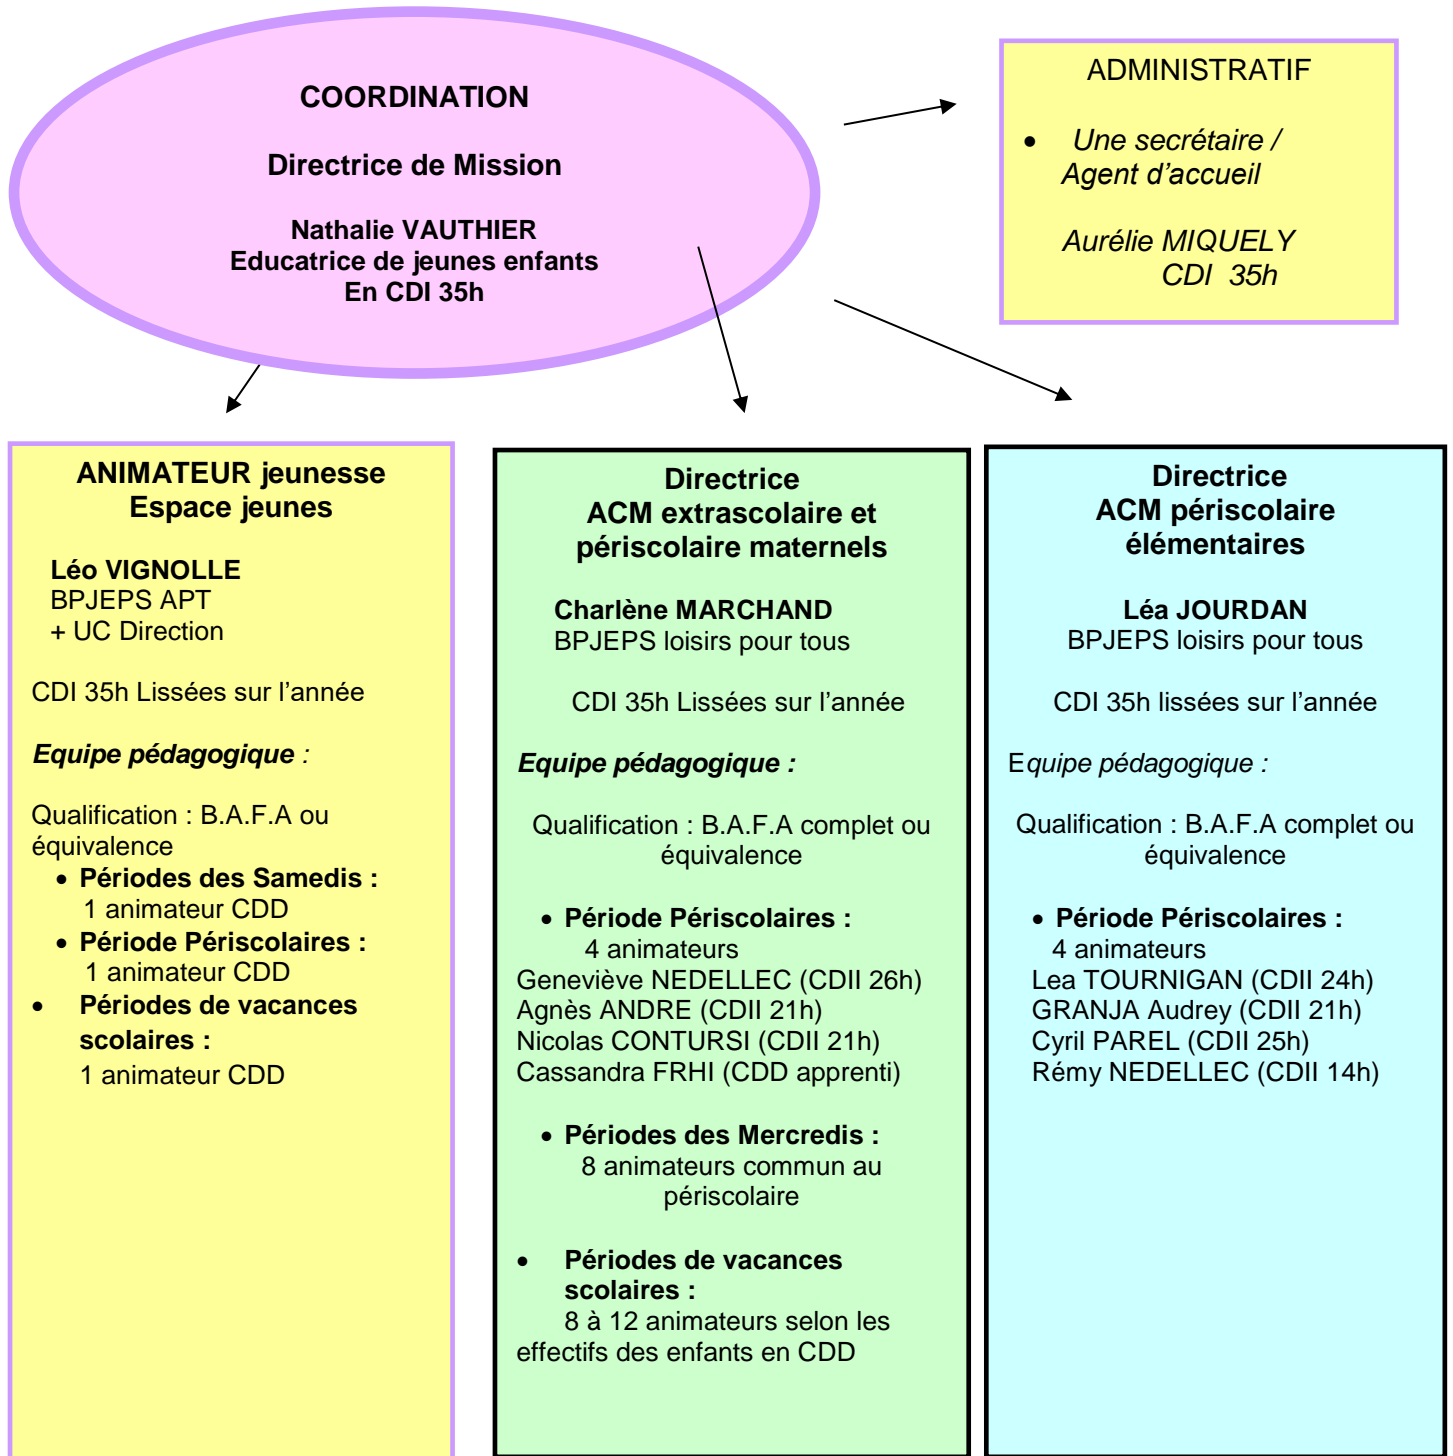 COORDINATION
Directrice de Mission
Nathalie VAUTHIER
Educatrice de jeunes enfants
En CDI 35h
ADMINISTRATIF
• Une secrétaire /
Agent d’accueil
Aurélie MIQUELY
CDI 35h
ANIMATEUR jeunesse
Espace jeunes
Léo VIGNOLLE
BPJEPS APT
+ UC Direction
CDI 35h Lissées sur l’année
Equipe pédagogique :
Qualification : B.A.F.A ou
équivalence
• Périodes des Samedis :
1 animateur CDD
• Période Périscolaires :
1 animateur CDD
• Périodes de vacances
scolaires :
1 animateur CDD
Directrice
ACM extrascolaire et
périscolaire maternels
Charlène MARCHAND
BPJEPS loisirs pour tous
CDI 35h Lissées sur l’année
Equipe pédagogique :
Qualification : B.A.F.A complet ou
équivalence
• Période Périscolaires :
4 animateurs
Geneviève NEDELLEC (CDII 26h)
Agnès ANDRE (CDII 21h)
Nicolas CONTURSI (CDII 21h)
Cassandra FRHI (CDD apprenti)
• Périodes des Mercredis :
8 animateurs commun au
périscolaire
• Périodes de vacances
scolaires :
8 à 12 animateurs selon les
effectifs des enfants en CDD
Directrice
ACM périscolaire
élémentaires
Léa JOURDAN
BPJEPS loisirs pour tous
CDI 35h lissées sur l’année
Equipe pédagogique :
Qualification : B.A.F.A complet ou
équivalence
• Période Périscolaires :
4 animateurs
Lea TOURNIGAN (CDII 24h)
GRANJA Audrey (CDII 21h)
Cyril PAREL (CDII 25h)
Rémy NEDELLEC (CDII 14h)